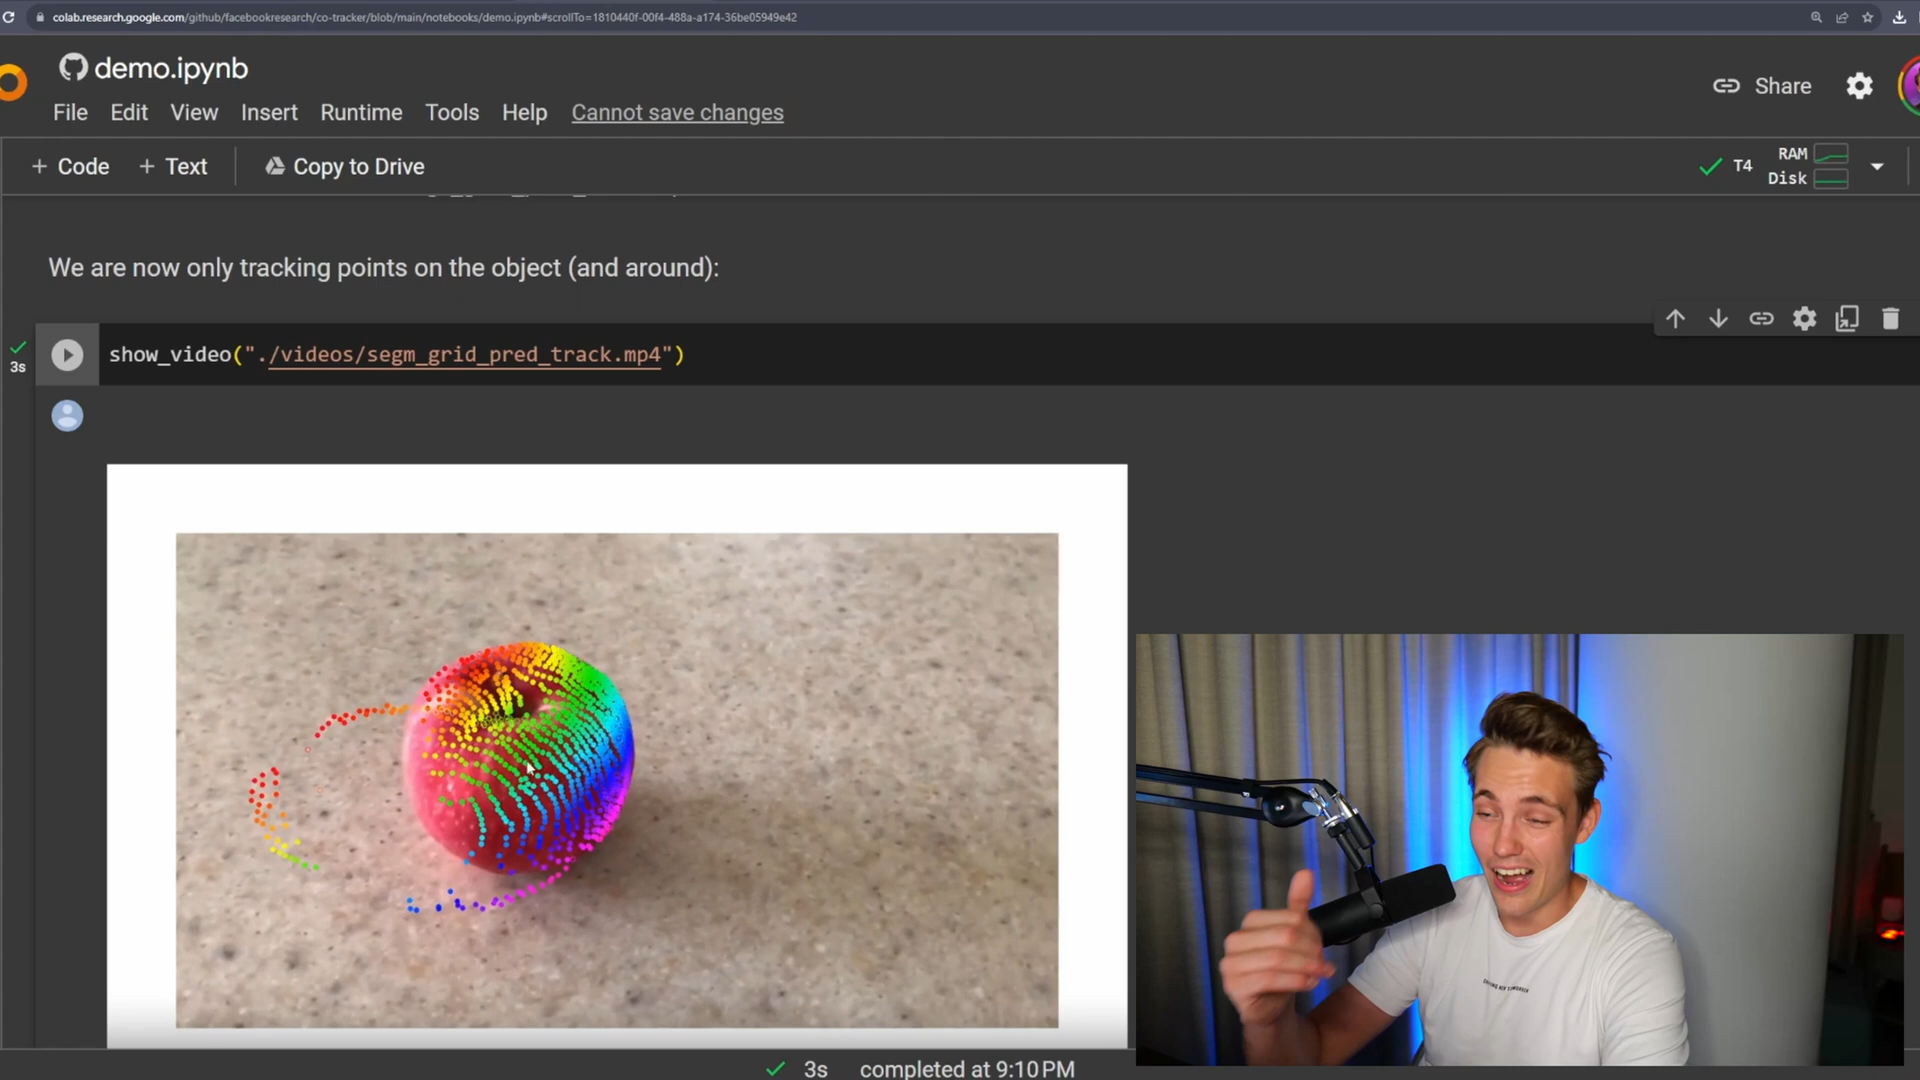 colab.research.google.com/github/facebookresearch/co-tracker/blob/main/notebooks/demo.ipynb#scrollTo=1810440f-00f4-488a-a174-36be05949e42
demo.ipynb
Share
File Edit View Insert Runtime Tools Help Cannot save changes
+ Code + Text Copy to Drive
T4 RAM
Disk
We are now only tracking points on the object (and around):
show_video("./videos/segm_grid_pred_track.mp4")
3s
3s completed at 9:10 PM